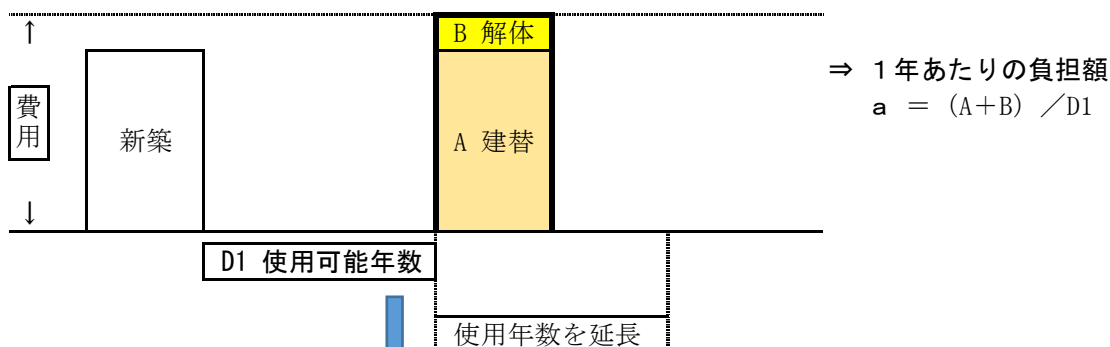 ↑
費用
↓
新築
B 解体
A 建替
⇒ 1年あたりの負担額
a = (A+B) /D1
D1 使用可能年数
使用年数を延長